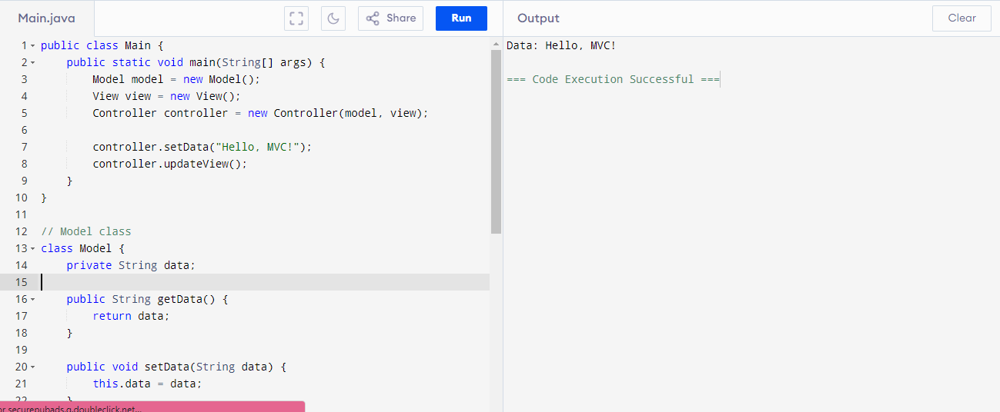 Main.java
Share
Run
Output
Clear
1 public class Main {
2     public static void main(String[] args) {
3         Model model = new Model();
4         View view = new View();
5         Controller controller = new Controller(model, view);
6
7         controller.setData("Hello, MVC!");
8         controller.updateView();
9     }
10 }
11
12 // Model class
13 class Model {
14     private String data;
15
16     public String getData() {
17         return data;
18     }
19
20     public void setData(String data) {
21         this.data = data;
22     }
or securepubads.g.doubleclick.net...
Data: Hello, MVC!
=== Code Execution Successful ===